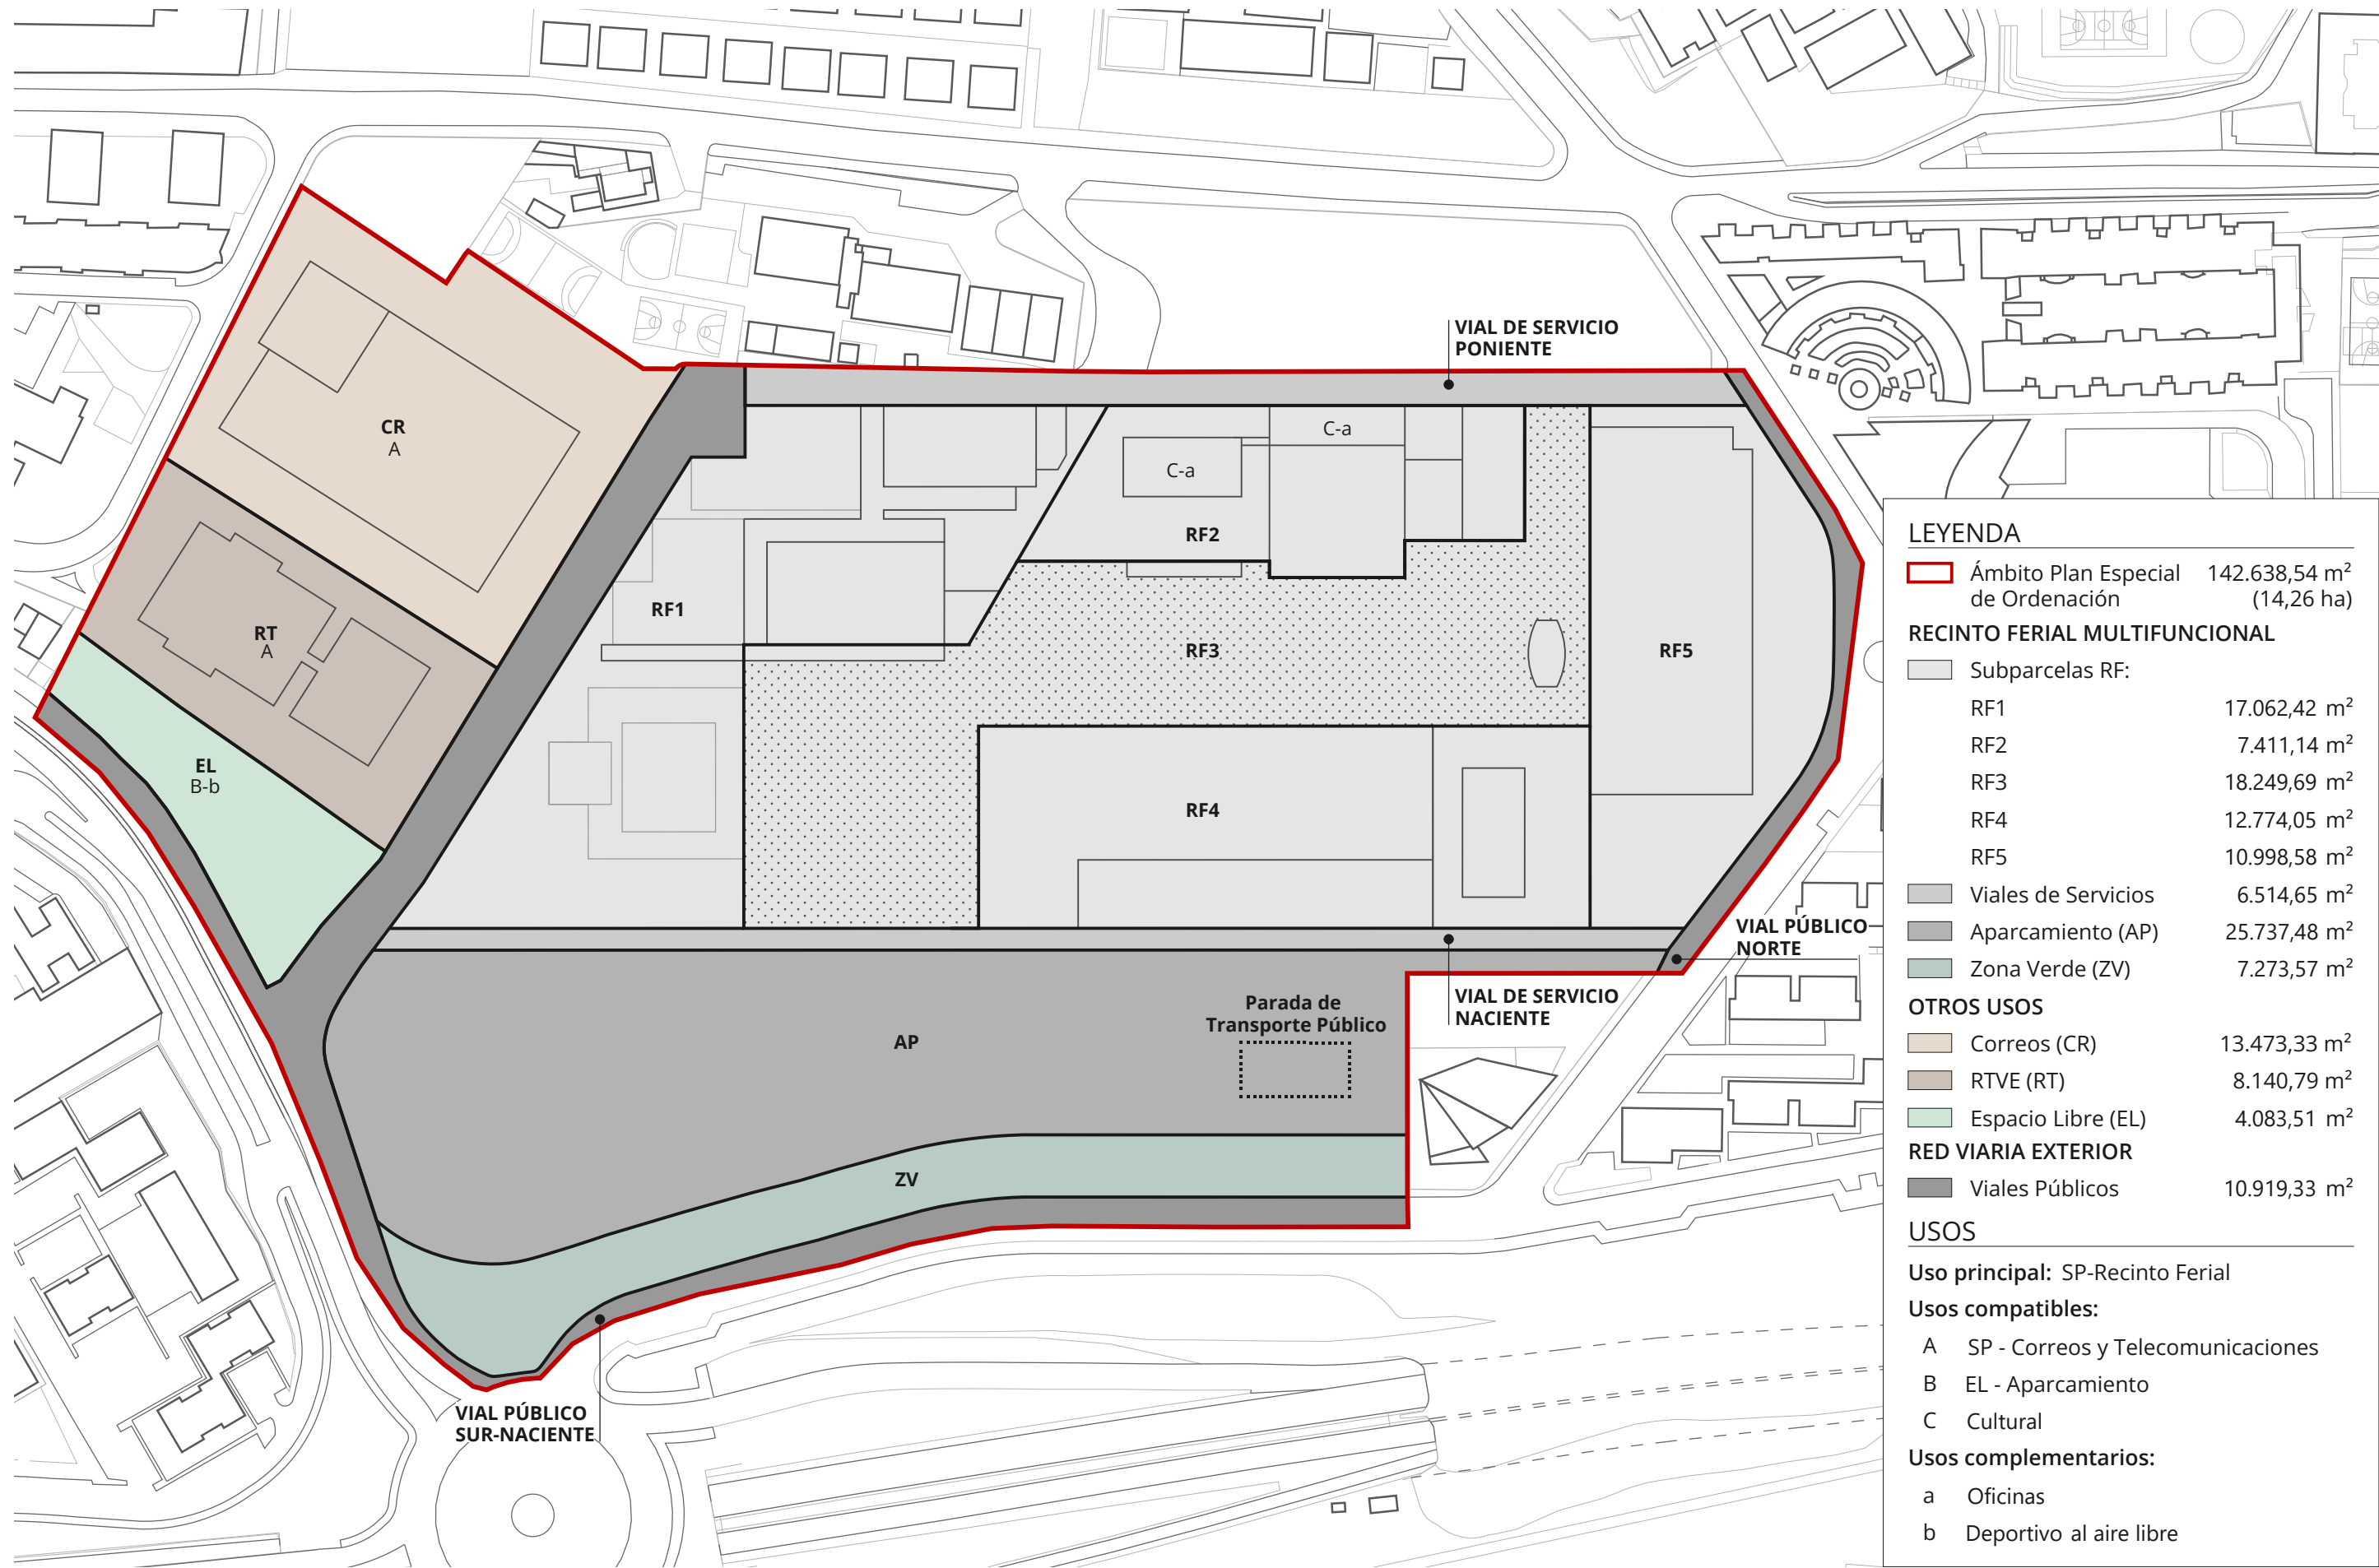 VIAL DE SERVICIO
PONIENTE
CR
A
C-a
C-a
RF2
RF1
RT
A
RF3
RF5
EL
B-b
RF4
VIAL PÚBLICO
NORTE
VIAL DE SERVICIO
NACIENTE
Parada de
Transporte Público
AP
ZV
VIAL PÚBLICO
SUR-NACIENTE
LEYENDA
Ámbito Plan Especial 142.638,54 m²
de Ordenación (14,26 ha)
RECINTO FERIAL MULTIFUNCIONAL
Subparcelas RF:
RF1 17.062,42 m²
RF2 7.411,14 m²
RF3 18.249,69 m²
RF4 12.774,05 m²
RF5 10.998,58 m²
Viales de Servicios 6.514,65 m²
Aparcamiento (AP) 25.737,48 m²
Zona Verde (ZV) 7.273,57 m²
OTROS USOS
Correos (CR) 13.473,33 m²
RTVE (RT) 8.140,79 m²
Espacio Libre (EL) 4.083,51 m²
RED VIARIA EXTERIOR
Viales Públicos 10.919,33 m²
USOS
Uso principal: SP-Recinto Ferial
Usos compatibles:
A SP - Correos y Telecomunicaciones
B EL - Aparcamiento
C Cultural
Usos complementarios:
a Oficinas
b Deportivo al aire libre